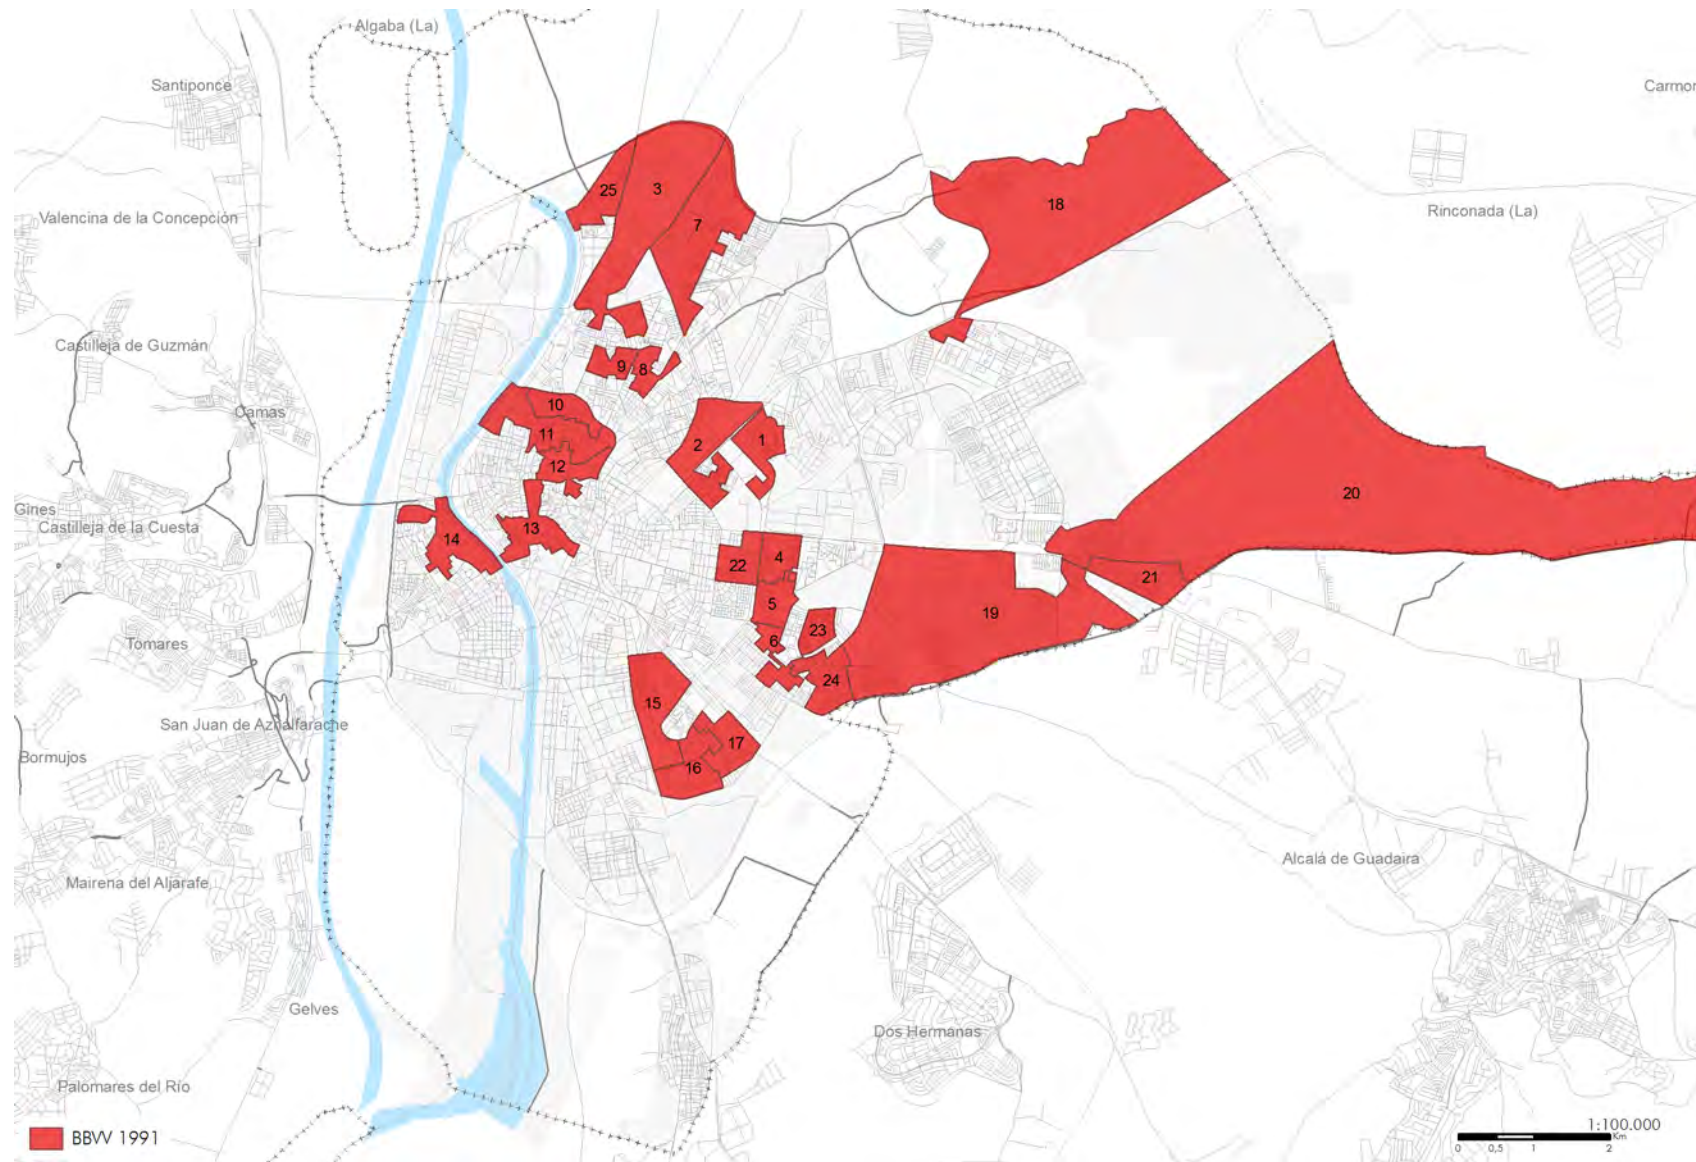 Algaba (La)
Santiponce
Carmon
25
3
7
18
Valencina de la Concepción
Rinconada (La)
Castilleja de Guzmán
9
8
Camas
10
11
12
2
1
20
Gines
Castilleja de la Cuesta
13
14
22
4
21
5
19
23
6
Tomares
24
15
San Juan de Aznalfarache
17
Bormujos
16
Alcalá de Guadaira
Mairena del Aljarafe
Gelves
Dos Hermanas
Palomares del Río
BBVV 1991
1:100.000
Km
0 0,5 1 2